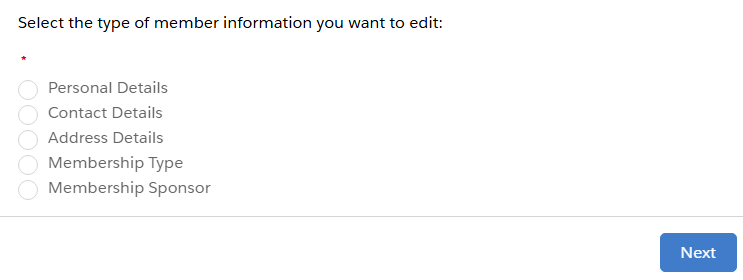 Select the type of member information you want to edit:
*
Personal Details
Contact Details
Address Details
Membership Type
Membership Sponsor
Next